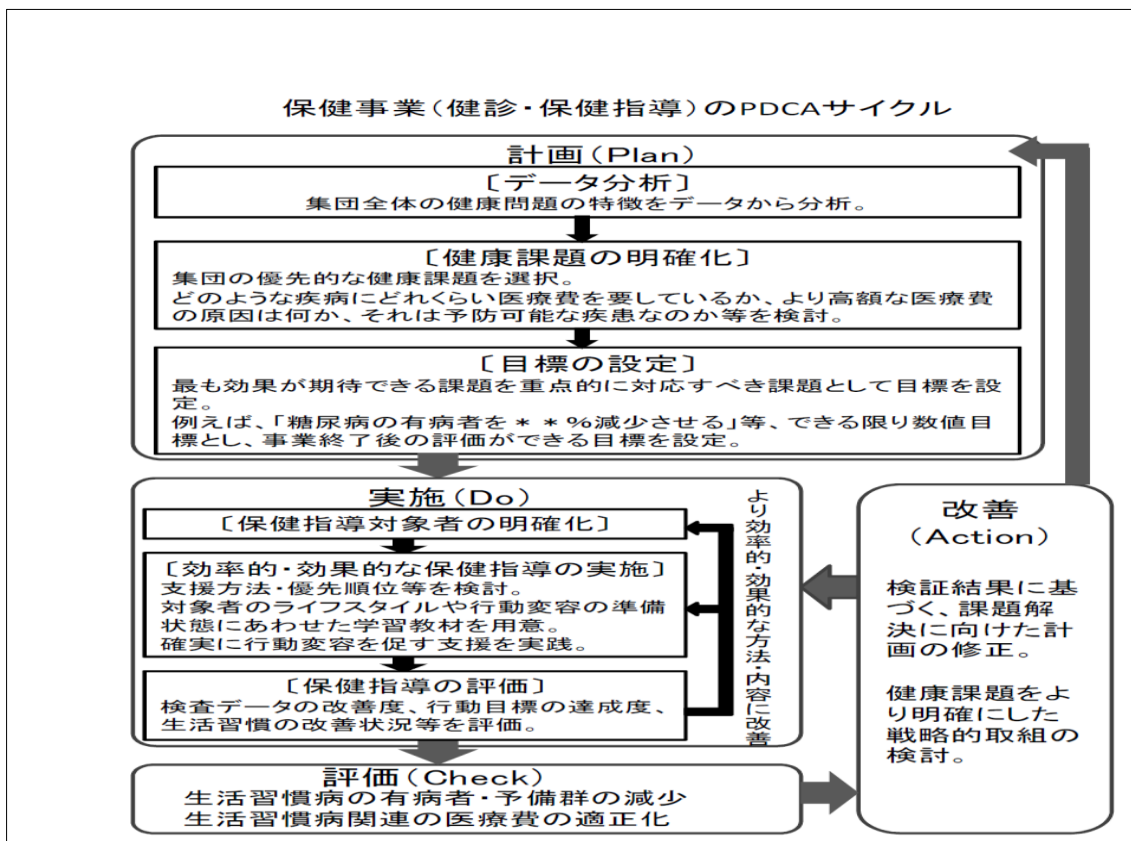 保健事業(健診・保健指導)のPDCAサイクル
計画(Plan)
〔データ分析〕
集団全体の健康問題の特徴をデータから分析。
〔健康課題の明確化〕
集団の優先的な健康課題を選択。
どのような疾病にどれくらい医療費を要しているか、より高額な医療費
の原因は何か、それは予防可能な疾患なのか等を検討。
〔目標の設定〕
最も効果が期待できる課題を重点的に対応すべき課題として目標を設
定。
例えば、「糖尿病の有病者を**%減少させる」等、できる限り数値目
標とし、事業終了後の評価ができる目標を設定。
実施(Do)
〔保健指導対象者の明確化〕
〔効率的・効果的な保健指導の実施〕
支援方法・優先順位等を検討。
対象者のライフスタイルや行動変容の準備
状態にあわせた学習教材を用意。
確実に行動変容を促す支援を実践。
〔保健指導の評価〕
検査データの改善度、行動目標の達成度、
生活習慣の改善状況等を評価。
より効率的・効果的な方法・内容に改善
評価(Check)
生活習慣病の有病者・予備群の減少
生活習慣病関連の医療費の適正化
改善
(Action)
検証結果に基
づく、課題解
決に向けた計
画の修正。
健康課題をよ
り明確にした
戦略的取組の
検討。